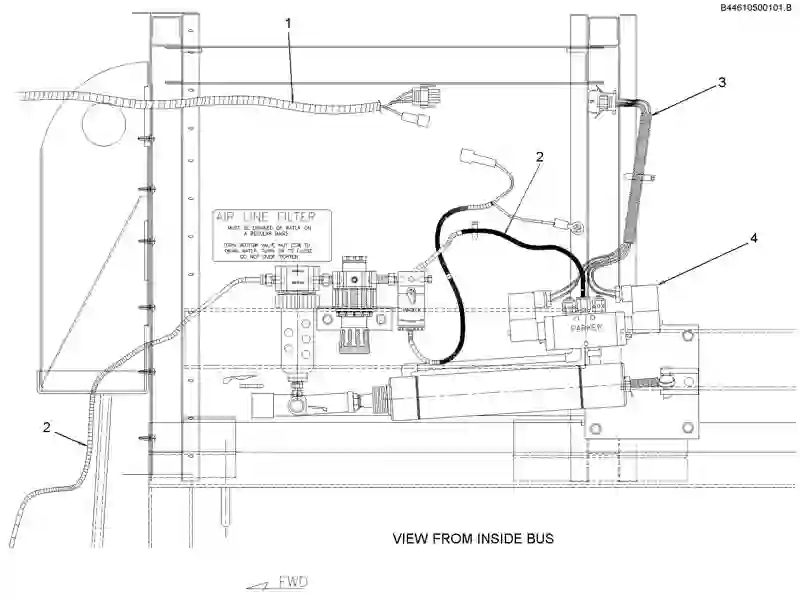 B44610500101.B
1
3
2
AIR LINE FILTER
MUST BE DRAINED OF WATER ON
A REGULAR BASIS
TURN BOTTOM VALVE NUT CCW TO
DRAIN WATER, TURN CW TO CLOSE
DO NOT OVER TIGHTEN
4
PARKER
2
VIEW FROM INSIDE BUS
FWD